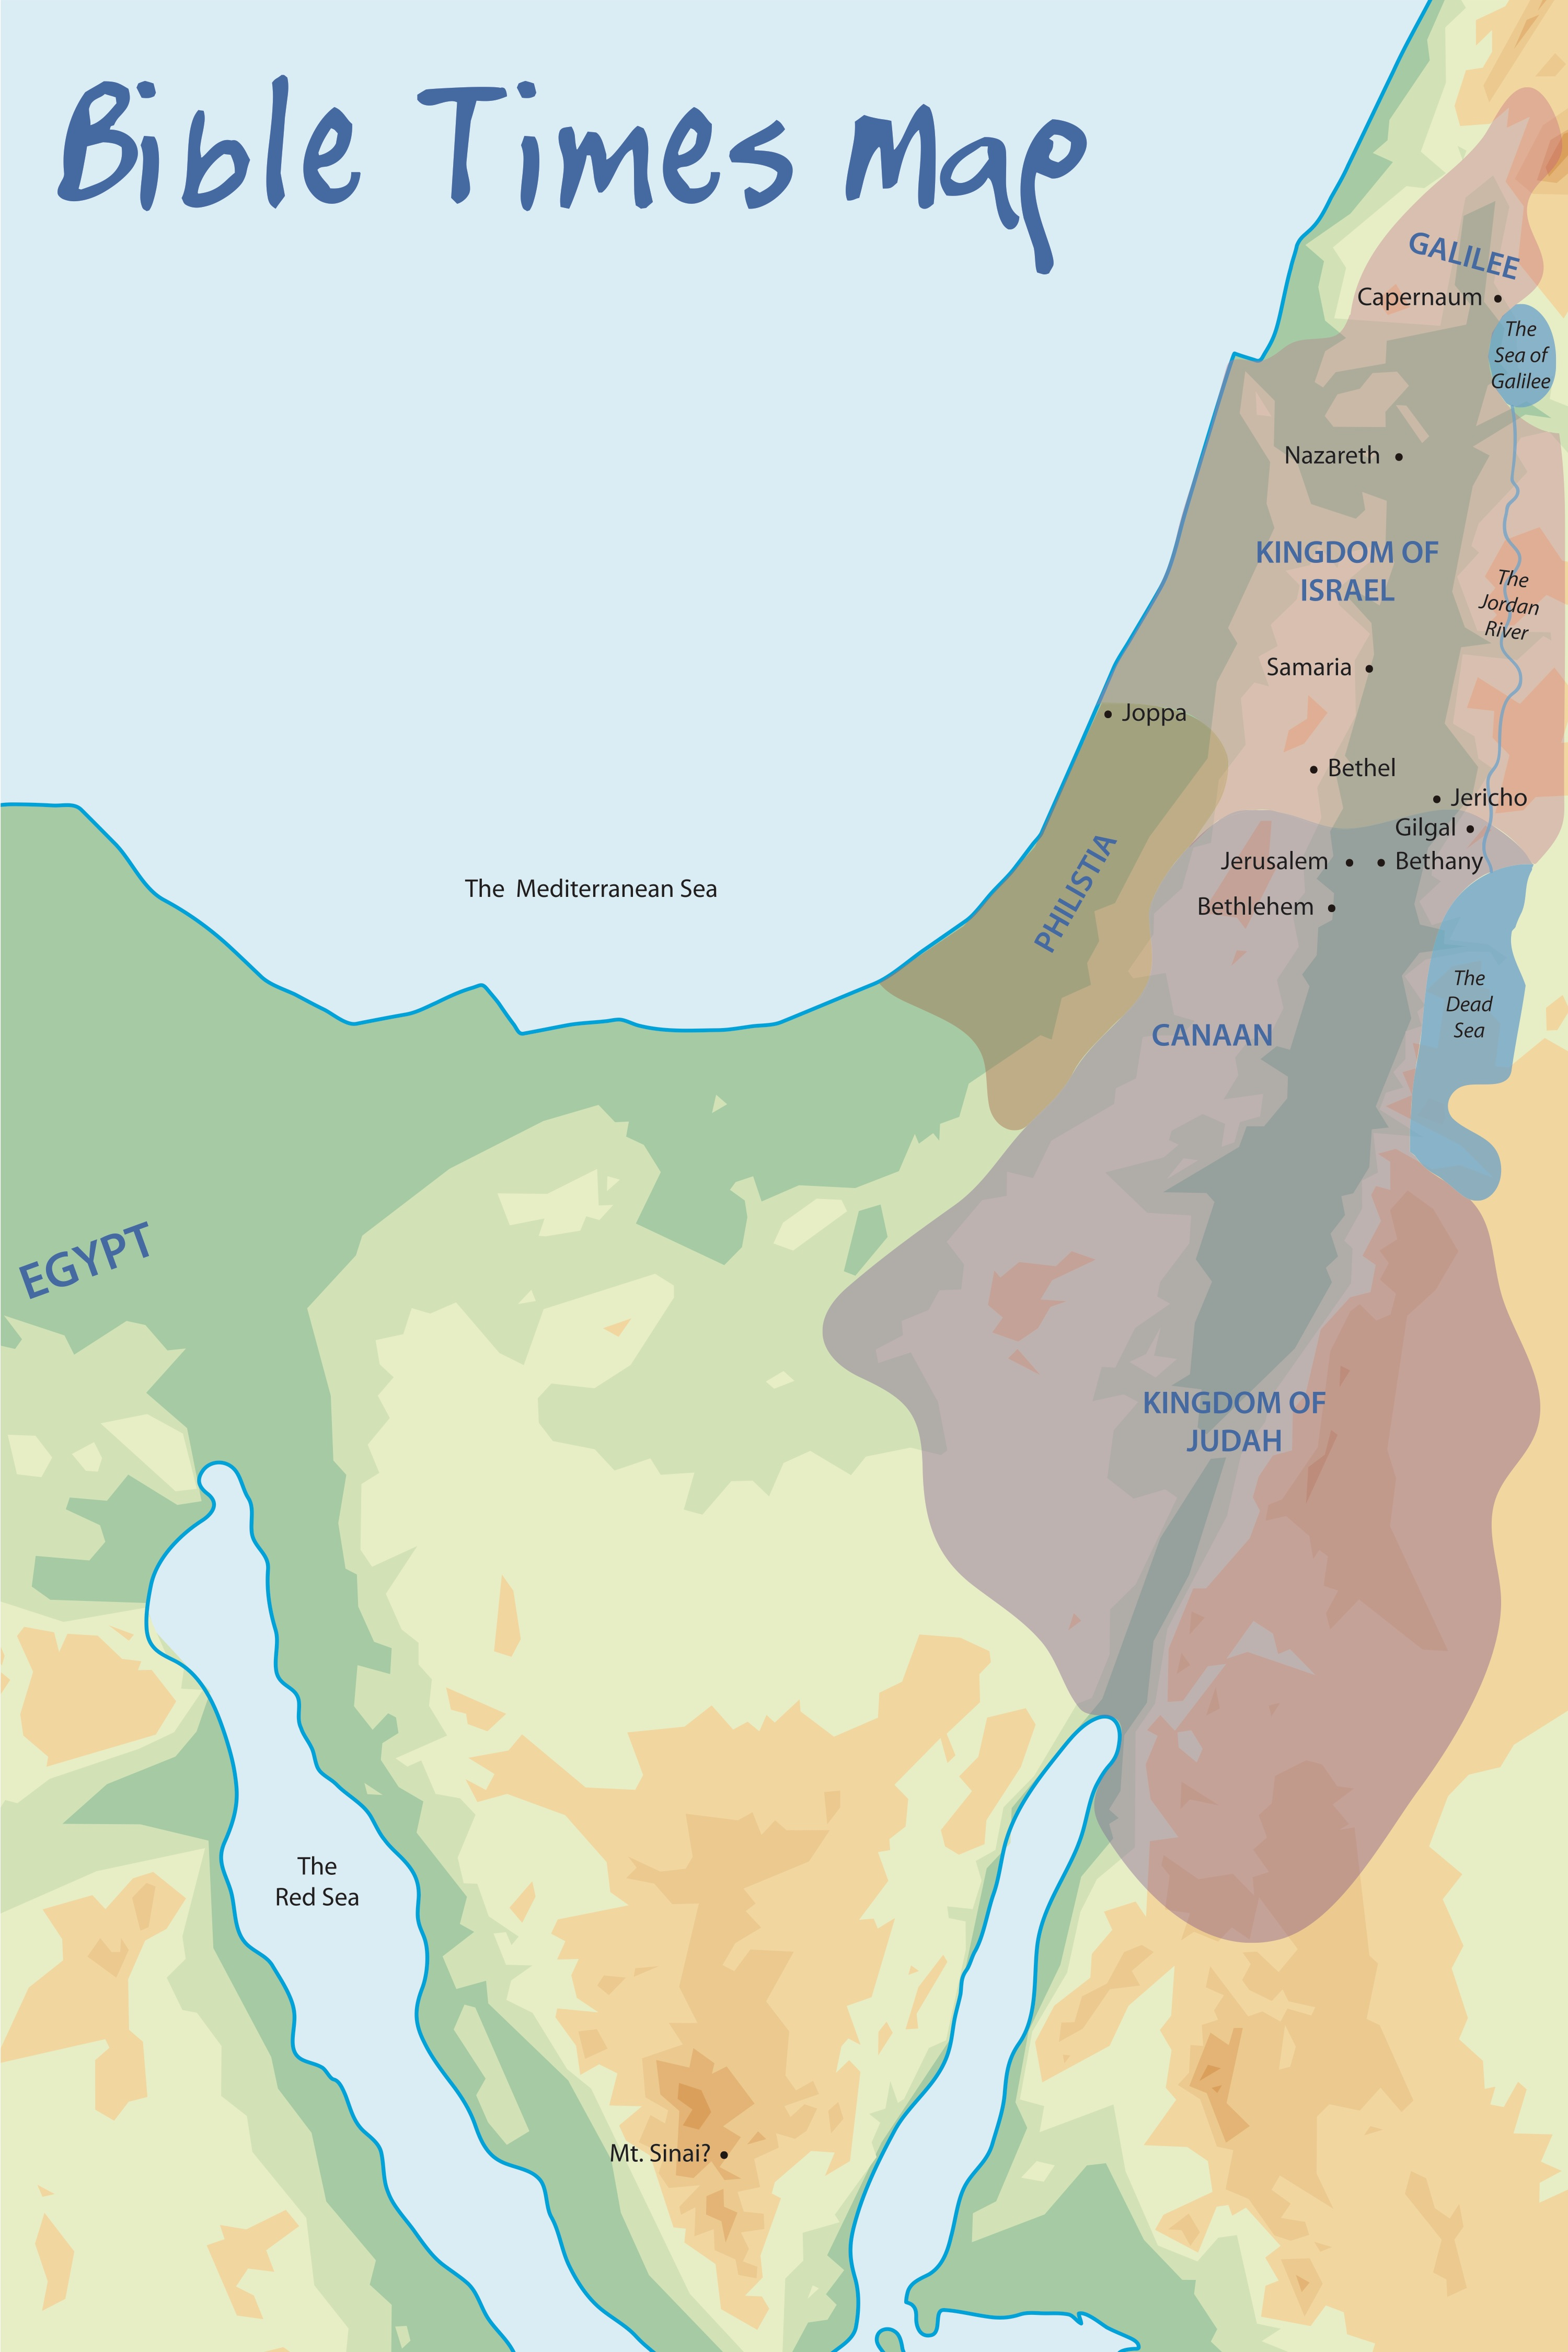 Bible Times Map
GALILEE
Capernaum
The
Sea of
Galilee
Nazareth
KINGDOM OF
ISRAEL
The
Jordan
River
Samaria
Joppa
Bethel
Jericho
Gilgal
PHILISTIA
Jerusalem
Bethany
The Mediterranean Sea
Bethlehem
The
Dead
Sea
CANAAN
EGYPT
KINGDOM OF
JUDAH
The
Red Sea
Mt. Sinai?